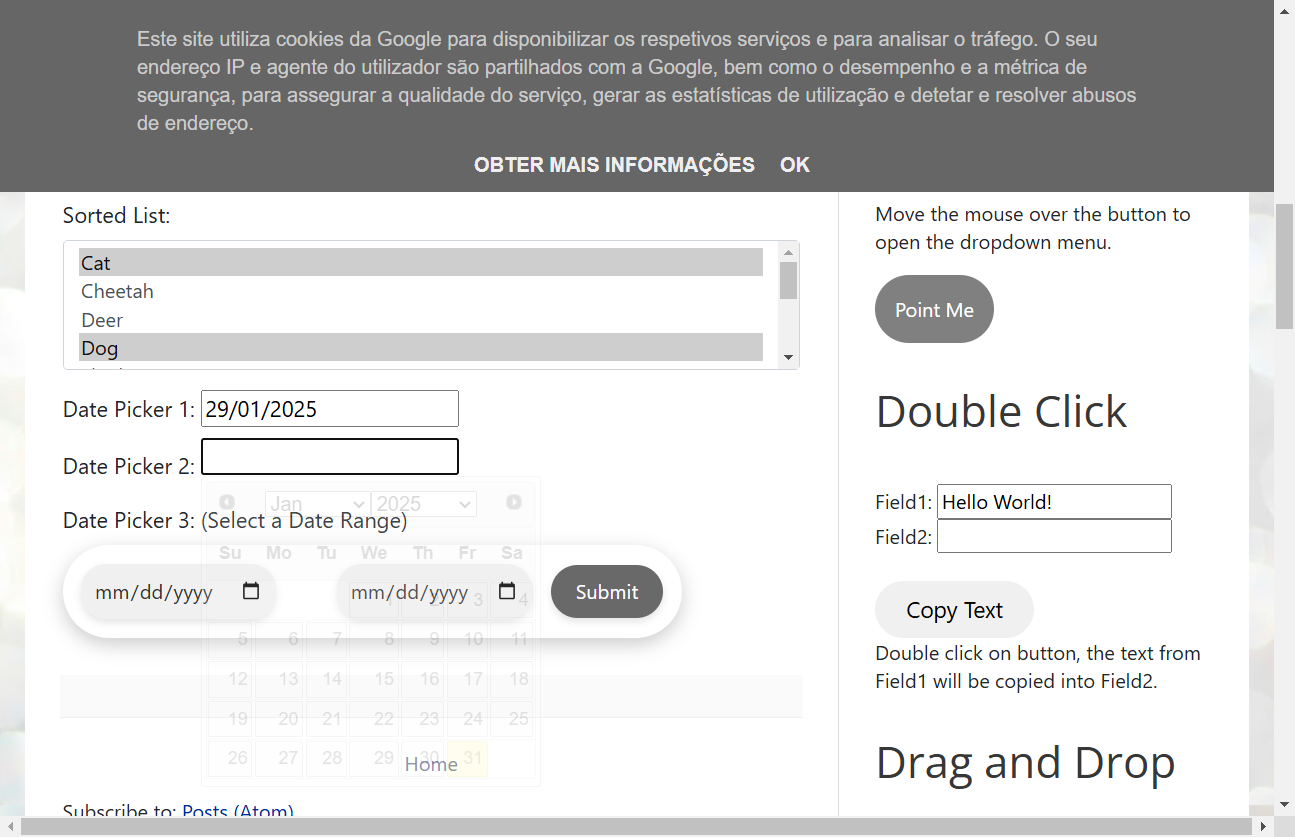 Este site utiliza cookies da Google para disponibilizar os respetivos serviços e para analisar o tráfego. O seu
endereço IP e agente do utilizador são partilhados com a Google, bem como o desempenho e a métrica de
segurança, para assegurar a qualidade do serviço, gerar as estatísticas de utilização e detetar e resolver abusos
de endereço.
OBTER MAIS INFORMAÇÕES OK
Sorted List:
Cat
Cheetah
Deer
Dog
Date Picker 1: 29/01/2025
Date Picker 2:
Jan 2025
Date Picker 3: (Select a Date Range)
Su Mo Tu We Th Fr Sa
mm/dd/yyyy mm/dd/yyyy Submit
1 2 3 4
5 6 7 8 9 10 11
12 13 14 15 16 17 18
19 20 21 22 23 24 25
26 27 28 29 30 31
Home
Subscribe to: Posts (Atom)
Move the mouse over the button to
open the dropdown menu.
Point Me
Double Click
Field1: Hello World!
Field2:
Copy Text
Double click on button, the text from
Field1 will be copied into Field2.
Drag and Drop